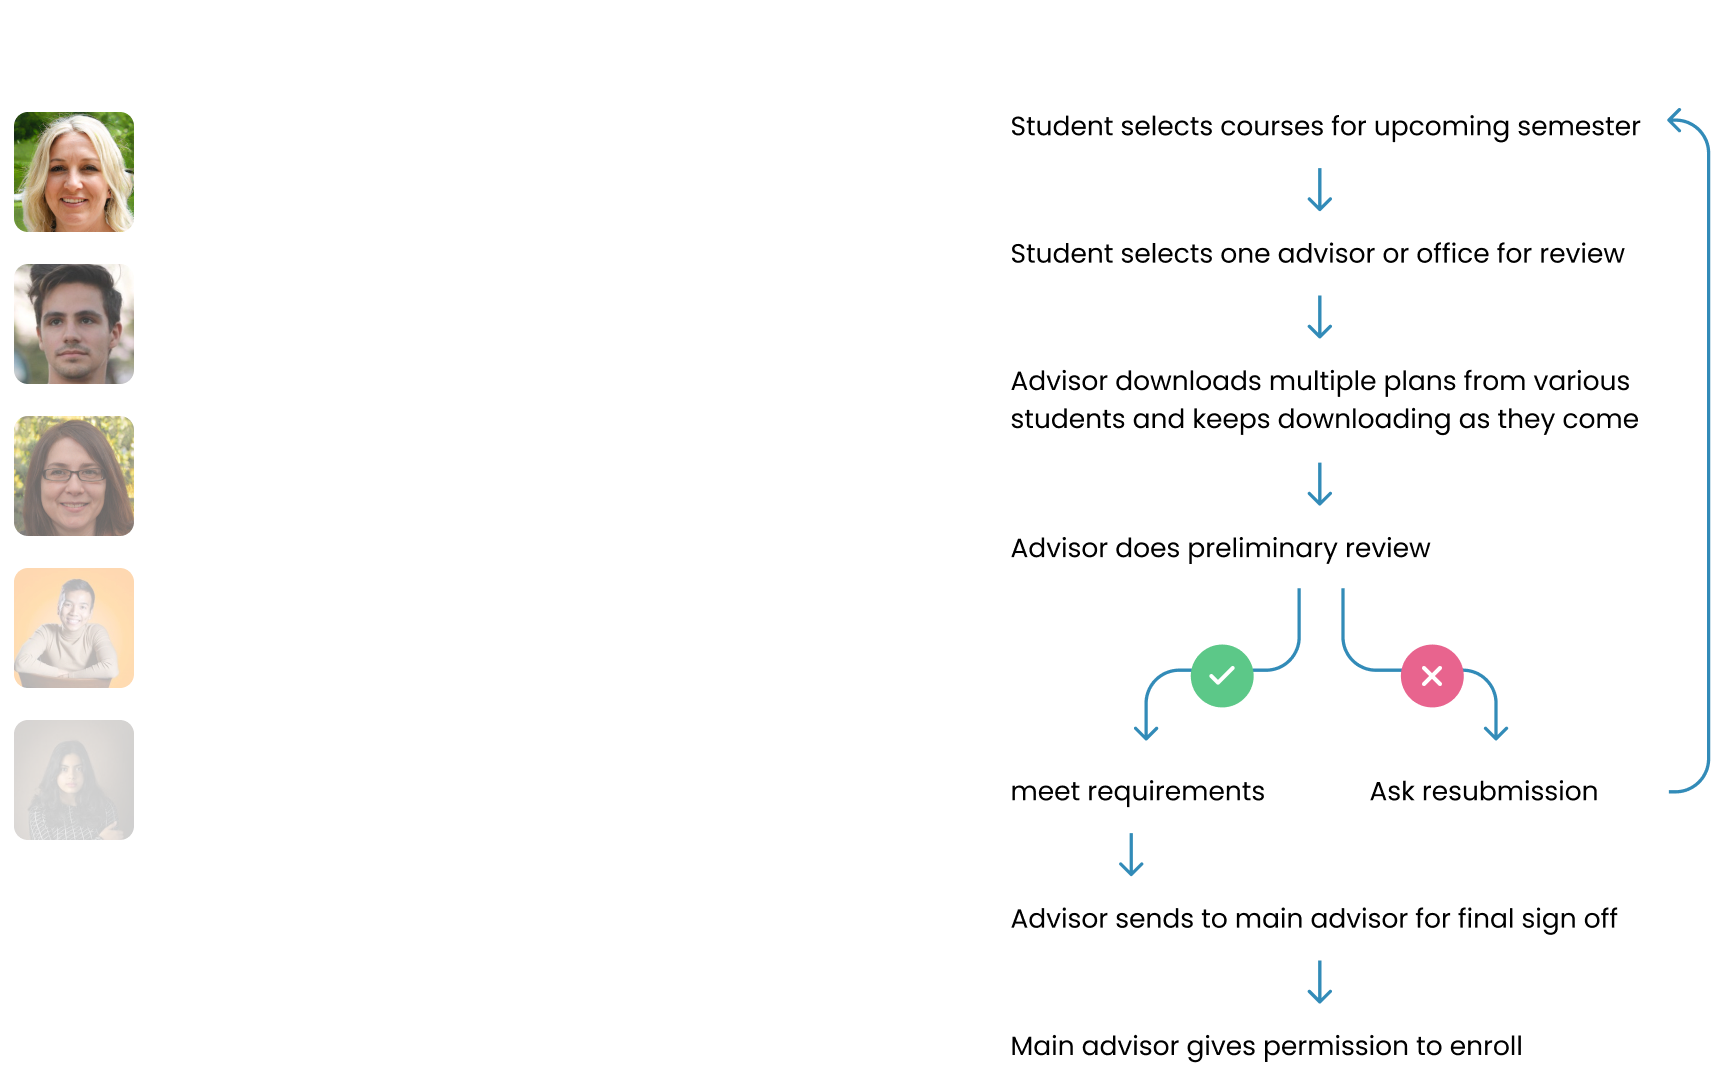 Student selects courses for upcoming semester
Student selects one advisor or office for review
Advisor downloads multiple plans from various
students and keeps downloading as they come
Advisor does preliminary review
meet requirements
Ask resubmission
Advisor sends to main advisor for final sign off
Main advisor gives permission to enroll